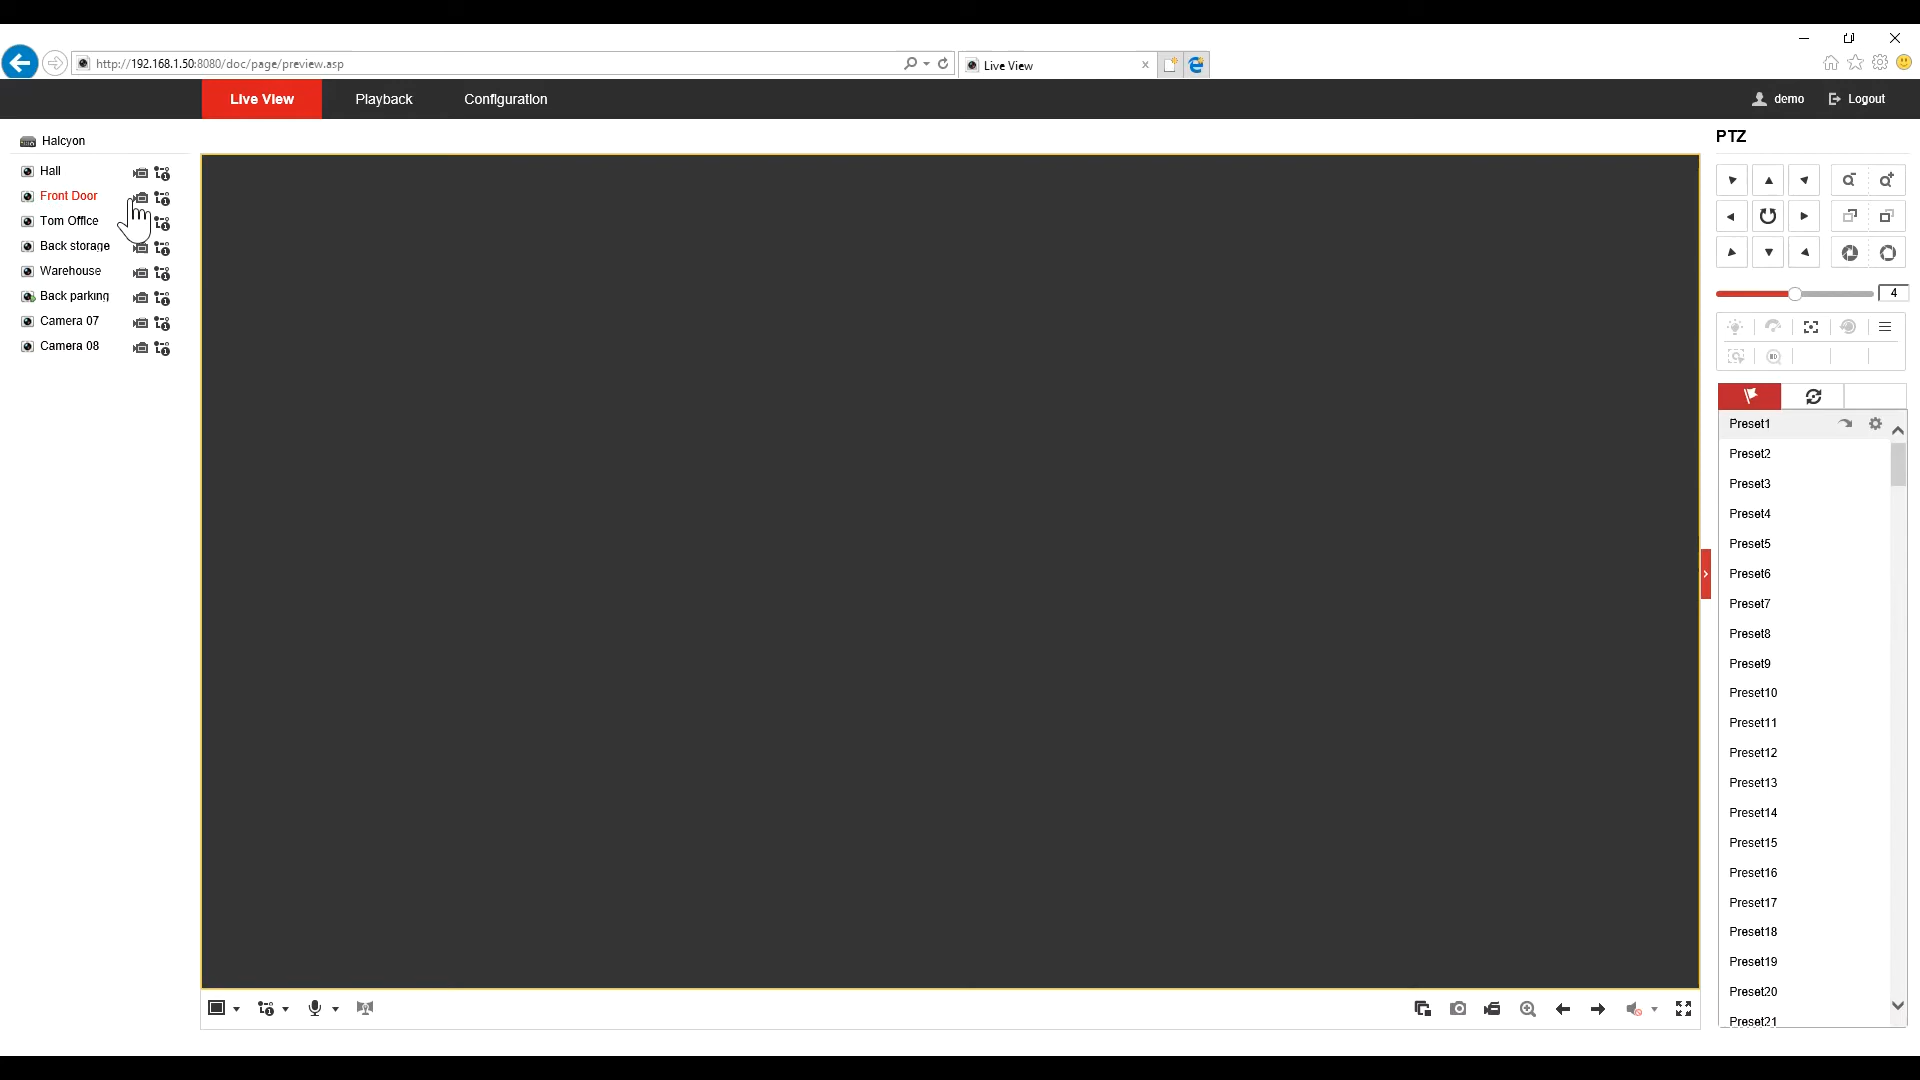 http://192.168.1.50:8080/doc/page/preview.asp
Live View
Live View
Playback
Configuration
demo
Logout
Halcyon
Hall
Front Door
Tom Office
Back storage
Warehouse
Back parking
Camera 07
Camera 08
PTZ
4
Preset1
Preset2
Preset3
Preset4
Preset5
Preset6
Preset7
Preset8
Preset9
Preset10
Preset11
Preset12
Preset13
Preset14
Preset15
Preset16
Preset17
Preset18
Preset19
Preset20
Preset21